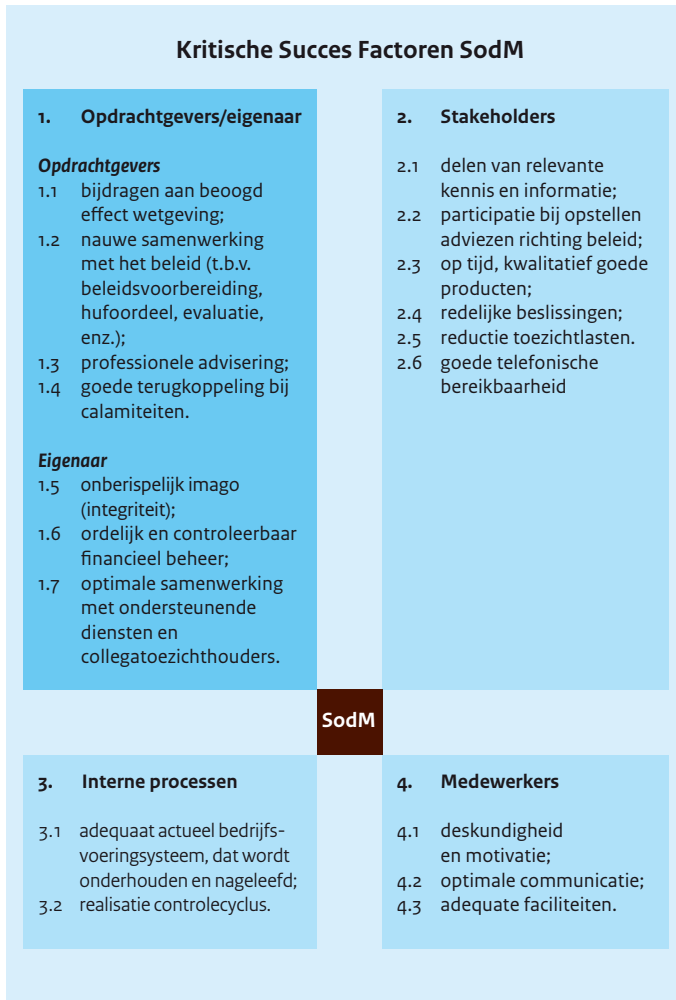 Kritische Succes Factoren SodM
1. Opdrachtgevers/eigenaar
Opdrachtgevers
1.1 bijdragen aan beoogd
effect wetgeving;
1.2 nauwe samenwerking
met het beleid (t.b.v.
beleidsvoorbereiding,
hufoordeel, evaluatie,
enz.);
1.3 professionele advisering;
1.4 goede terugkoppeling bij
calamiteiten.
Eigenaar
1.5 onberispelijk imago
(integriteit);
1.6 ordelijk en controleerbaar
financieel beheer;
1.7 optimale samenwerking
met ondersteunende
diensten en
collegatoezichthouders.
2. Stakeholders
2.1 delen van relevante
kennis en informatie;
2.2 participatie bij opstellen
adviezen richting beleid;
2.3 op tijd, kwalitatief goede
producten;
2.4 redelijke beslissingen;
2.5 reductie toezichtlasten.
2.6 goede telefonische
bereikbaarheid
SodM
3. Interne processen
3.1 adequaat actueel bedrijfs-
voeringsysteem, dat wordt
onderhouden en nageleefd;
3.2 realisatie controlecyclus.
4. Medewerkers
4.1 deskundigheid
en motivatie;
4.2 optimale communicatie;
4.3 adequate faciliteiten.